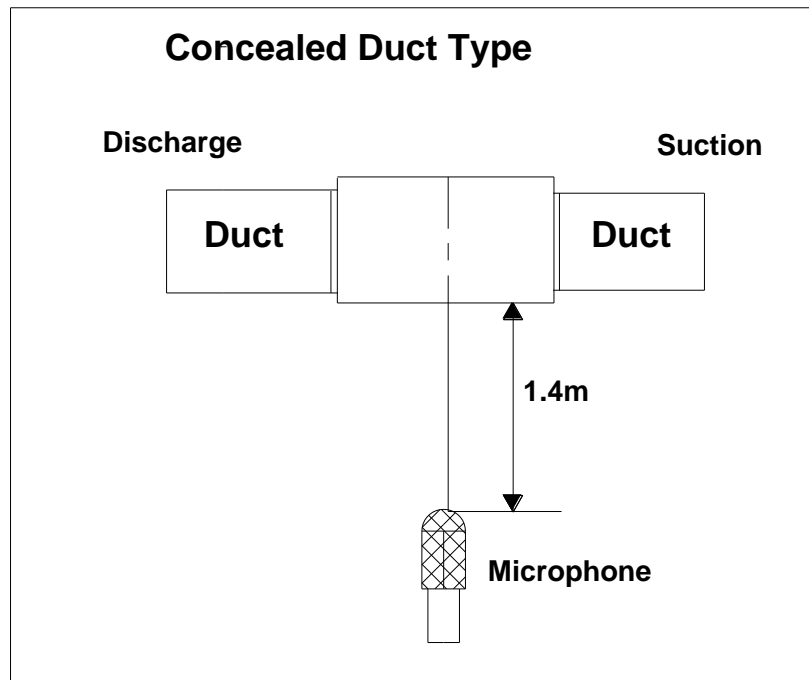 Concealed Duct Type
Discharge
Suction
Duct
Duct
1.4m
Microphone